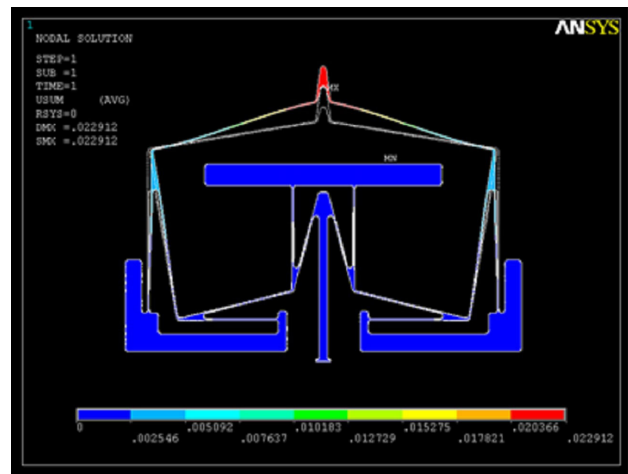 1
ANSYS
NODAL SOLUTION
STEP=1
SUB =1
TIME=1
USUM (AVG)
RSYS=0
DMX =.022912
SMX =.022912
MX
MN
0 .005092 .010183 .015275 .020366
.002546 .007637 .012729 .017821 .022912